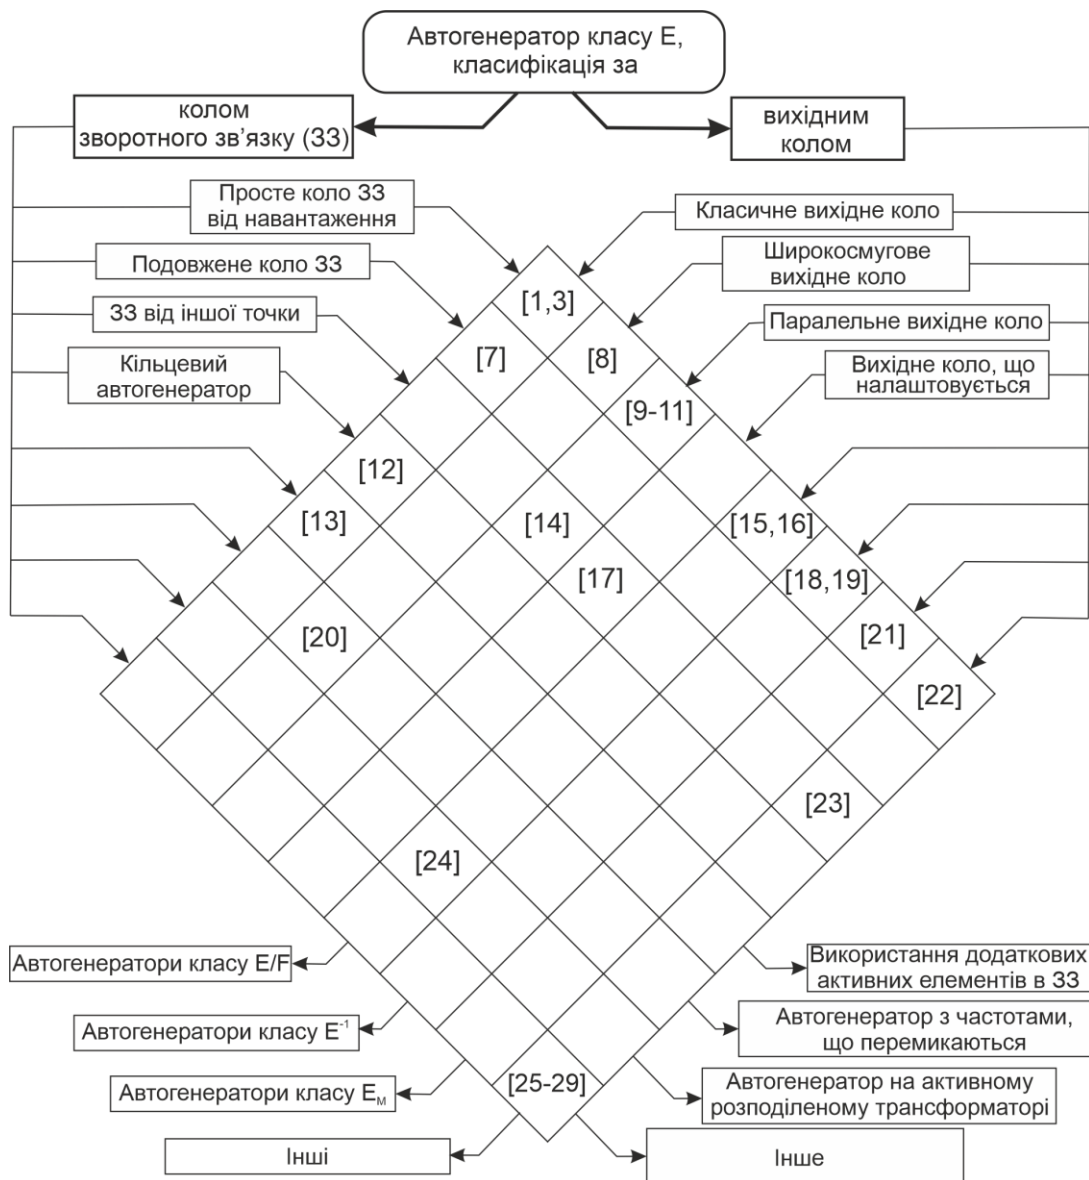 Автогенератор класу Е,
класифікація за
колом
зворотного зв’язку (ЗЗ)
вихідним
колом
Просте коло ЗЗ
від навантаження
Класичне вихідне коло
Подовжене коло ЗЗ
Широкосмугове
вихідне коло
ЗЗ від іншої точки
Паралельне вихідне коло
Кільцевий
автогенератор
Вихідне коло, що
налаштовується
[1,3]
[7]
[8]
[9-11]
[12]
[13]
[14]
[15,16]
[17]
[18,19]
[20]
[21]
[22]
[23]
[24]
[25-29]
Автогенератори класу E/F
Використання додаткових
активних елементів в ЗЗ
Автогенератори класу E⁻¹
Автогенератор з частотами,
що перемикаються
Автогенератори класу Eм
Автогенератор на активному
розподіленому трансформаторі
Інші
Інше